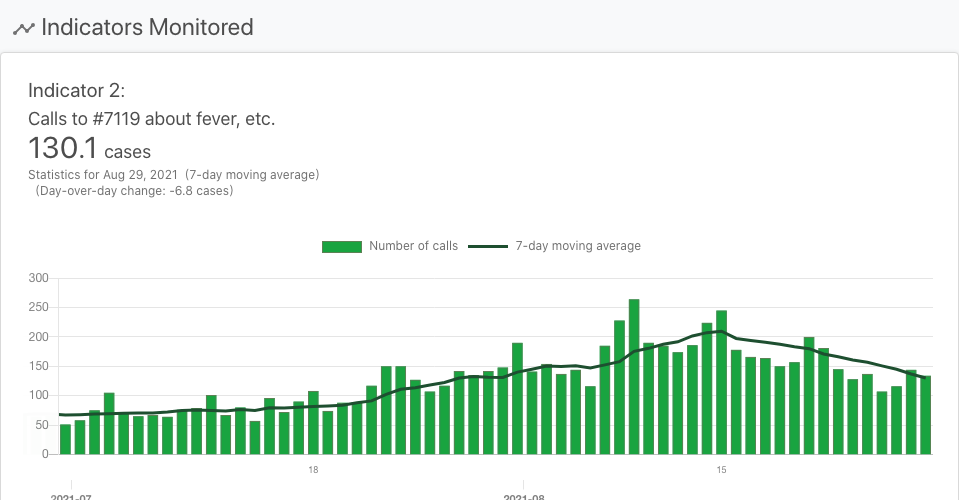 Indicators Monitored
Indicator 2:
Calls to #7119 about fever, etc.
130.1 cases
Statistics for Aug 29, 2021 (7-day moving average)
(Day-over-day change: -6.8 cases)
Number of calls 7-day moving average
300
250
200
150
100
50
0
18 15
2021-07 2021-08